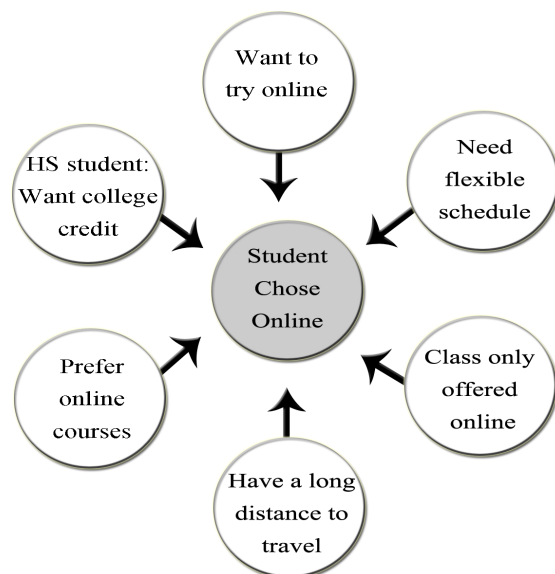 Want to
try online
HS student:
Want college
credit
Need
flexible
schedule
Student
Chose
Online
Prefer
online
courses
Class only
offered
online
Have a long
distance to
travel